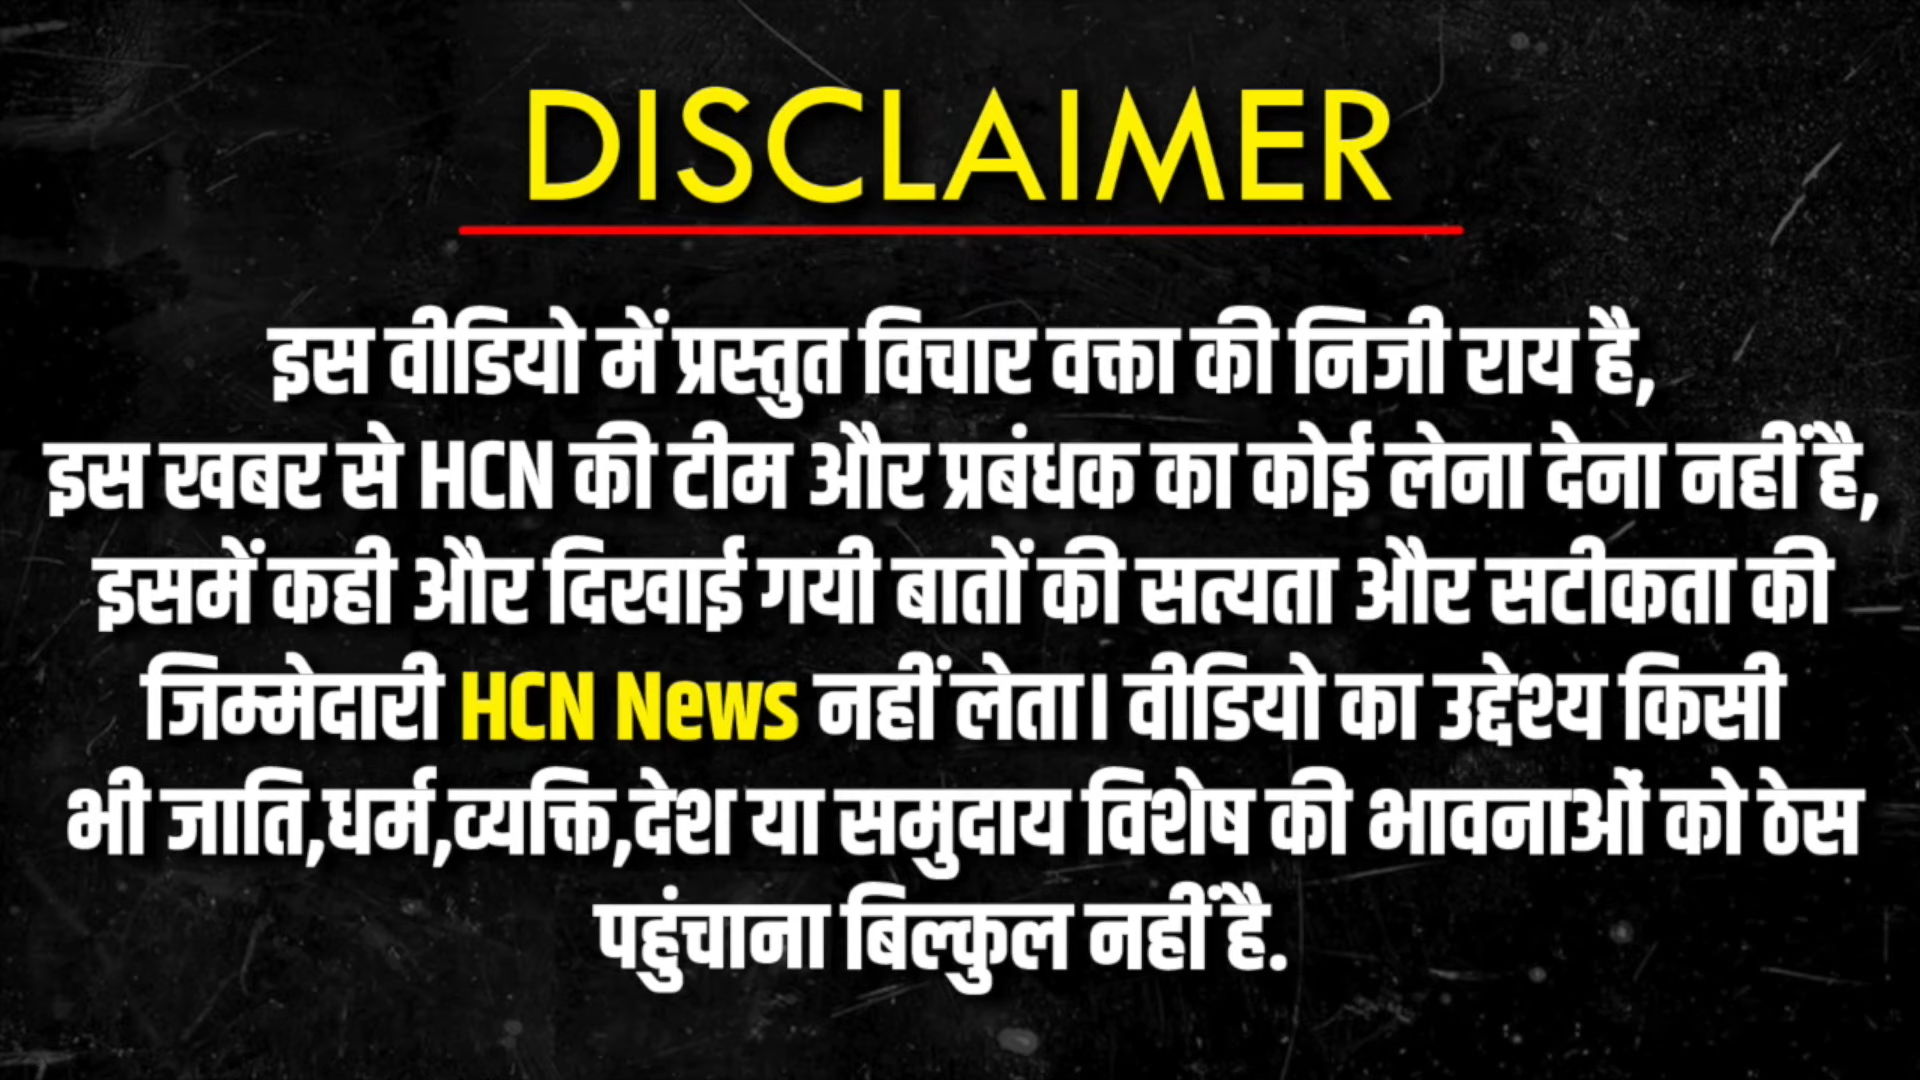 DISCLAIMER
इस वीडियो में प्रस्तुत विचार वक्ता की निजी राय है,
इस खबर से HCN की टीम और प्रबंधक का कोई लेना देना नहीं है,
इसमें कही और दिखाई गयी बातों की सत्यता और सटीकता की
जिम्मेदारी HCN News नहीं लेता। वीडियो का उद्देश्य किसी
भी जाति,धर्म,व्यक्ति,देश या समुदाय विशेष की भावनाओं को ठेस
पहुंचाना बिल्कुल नहीं है.